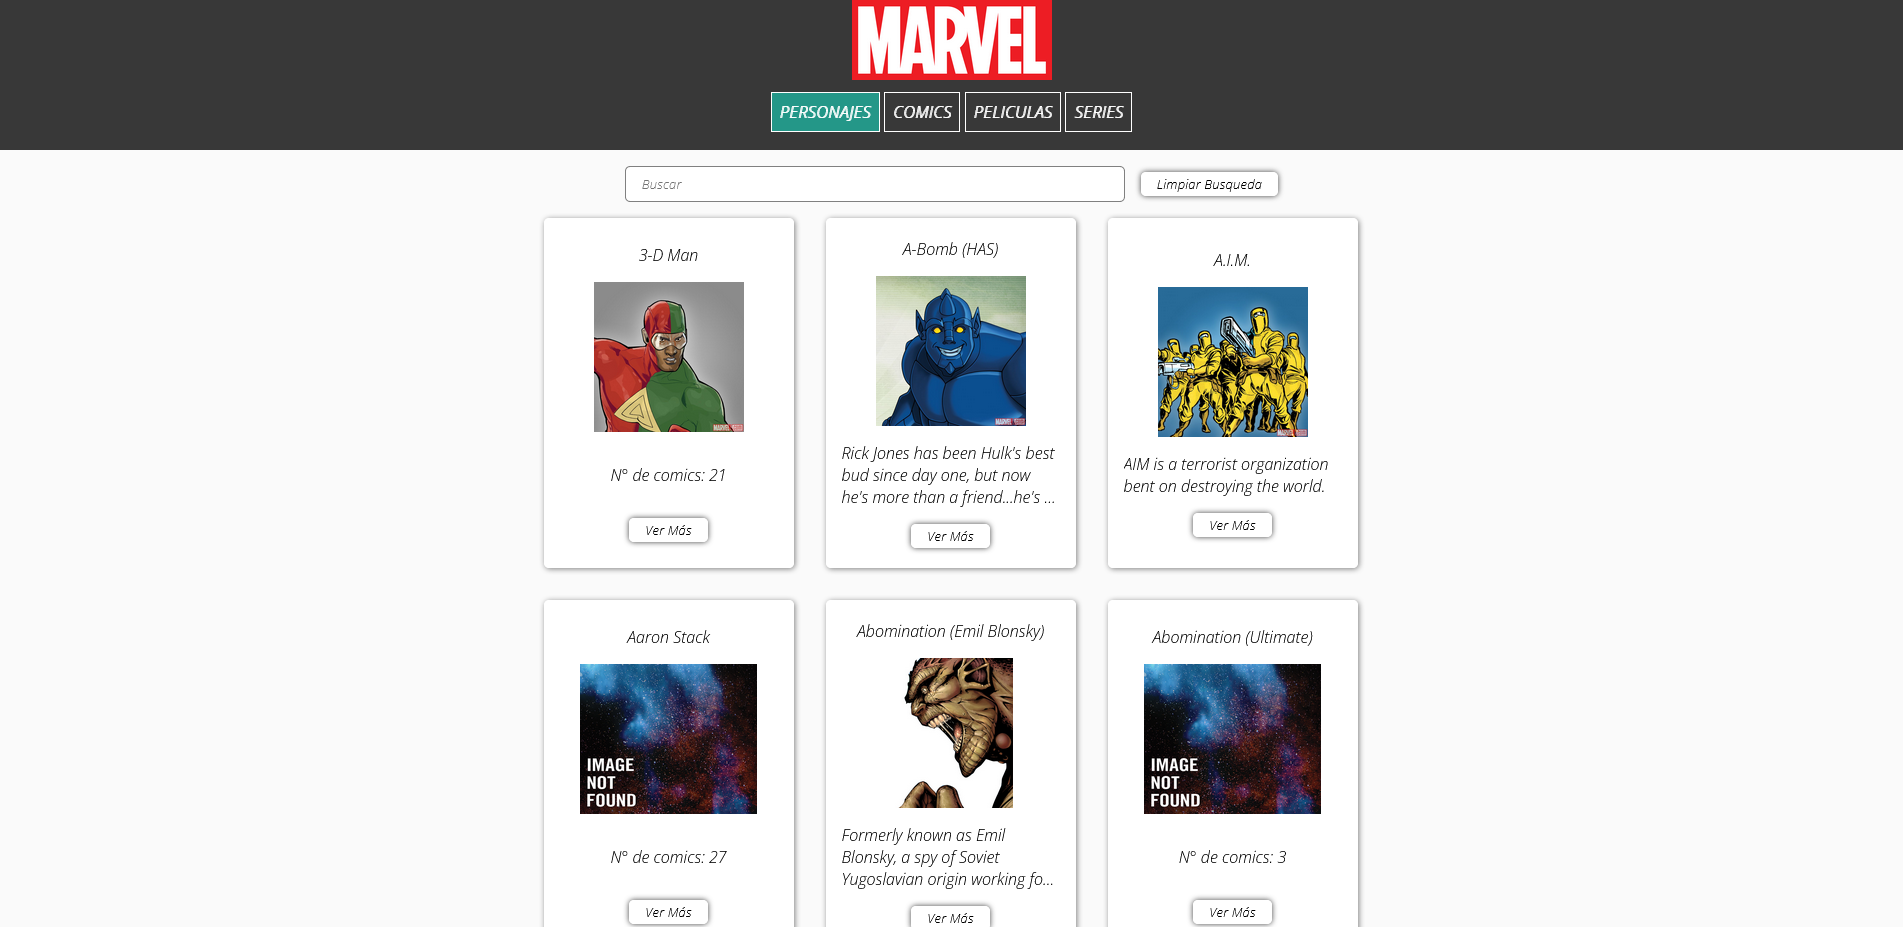 MARVEL
PERSONAJES
COMICS
PELICULAS
SERIES
Buscar
Limpiar Busqueda
3-D Man
N° de comics: 21
Ver Más
A-Bomb (HAS)
MARVEL
Rick Jones has been Hulk's best
bud since day one, but now
he's more than a friend...he's ...
Ver Más
A.I.M.
AIM is a terrorist organization
bent on destroying the world.
Ver Más
Aaron Stack
IMAGE
NOT
FOUND
N° de comics: 27
Ver Más
Abomination (Emil Blonsky)
Formerly known as Emil
Blonsky, a spy of Soviet
Yugoslavian origin working fo...
Ver Más
Abomination (Ultimate)
IMAGE
NOT
FOUND
N° de comics: 3
Ver Más